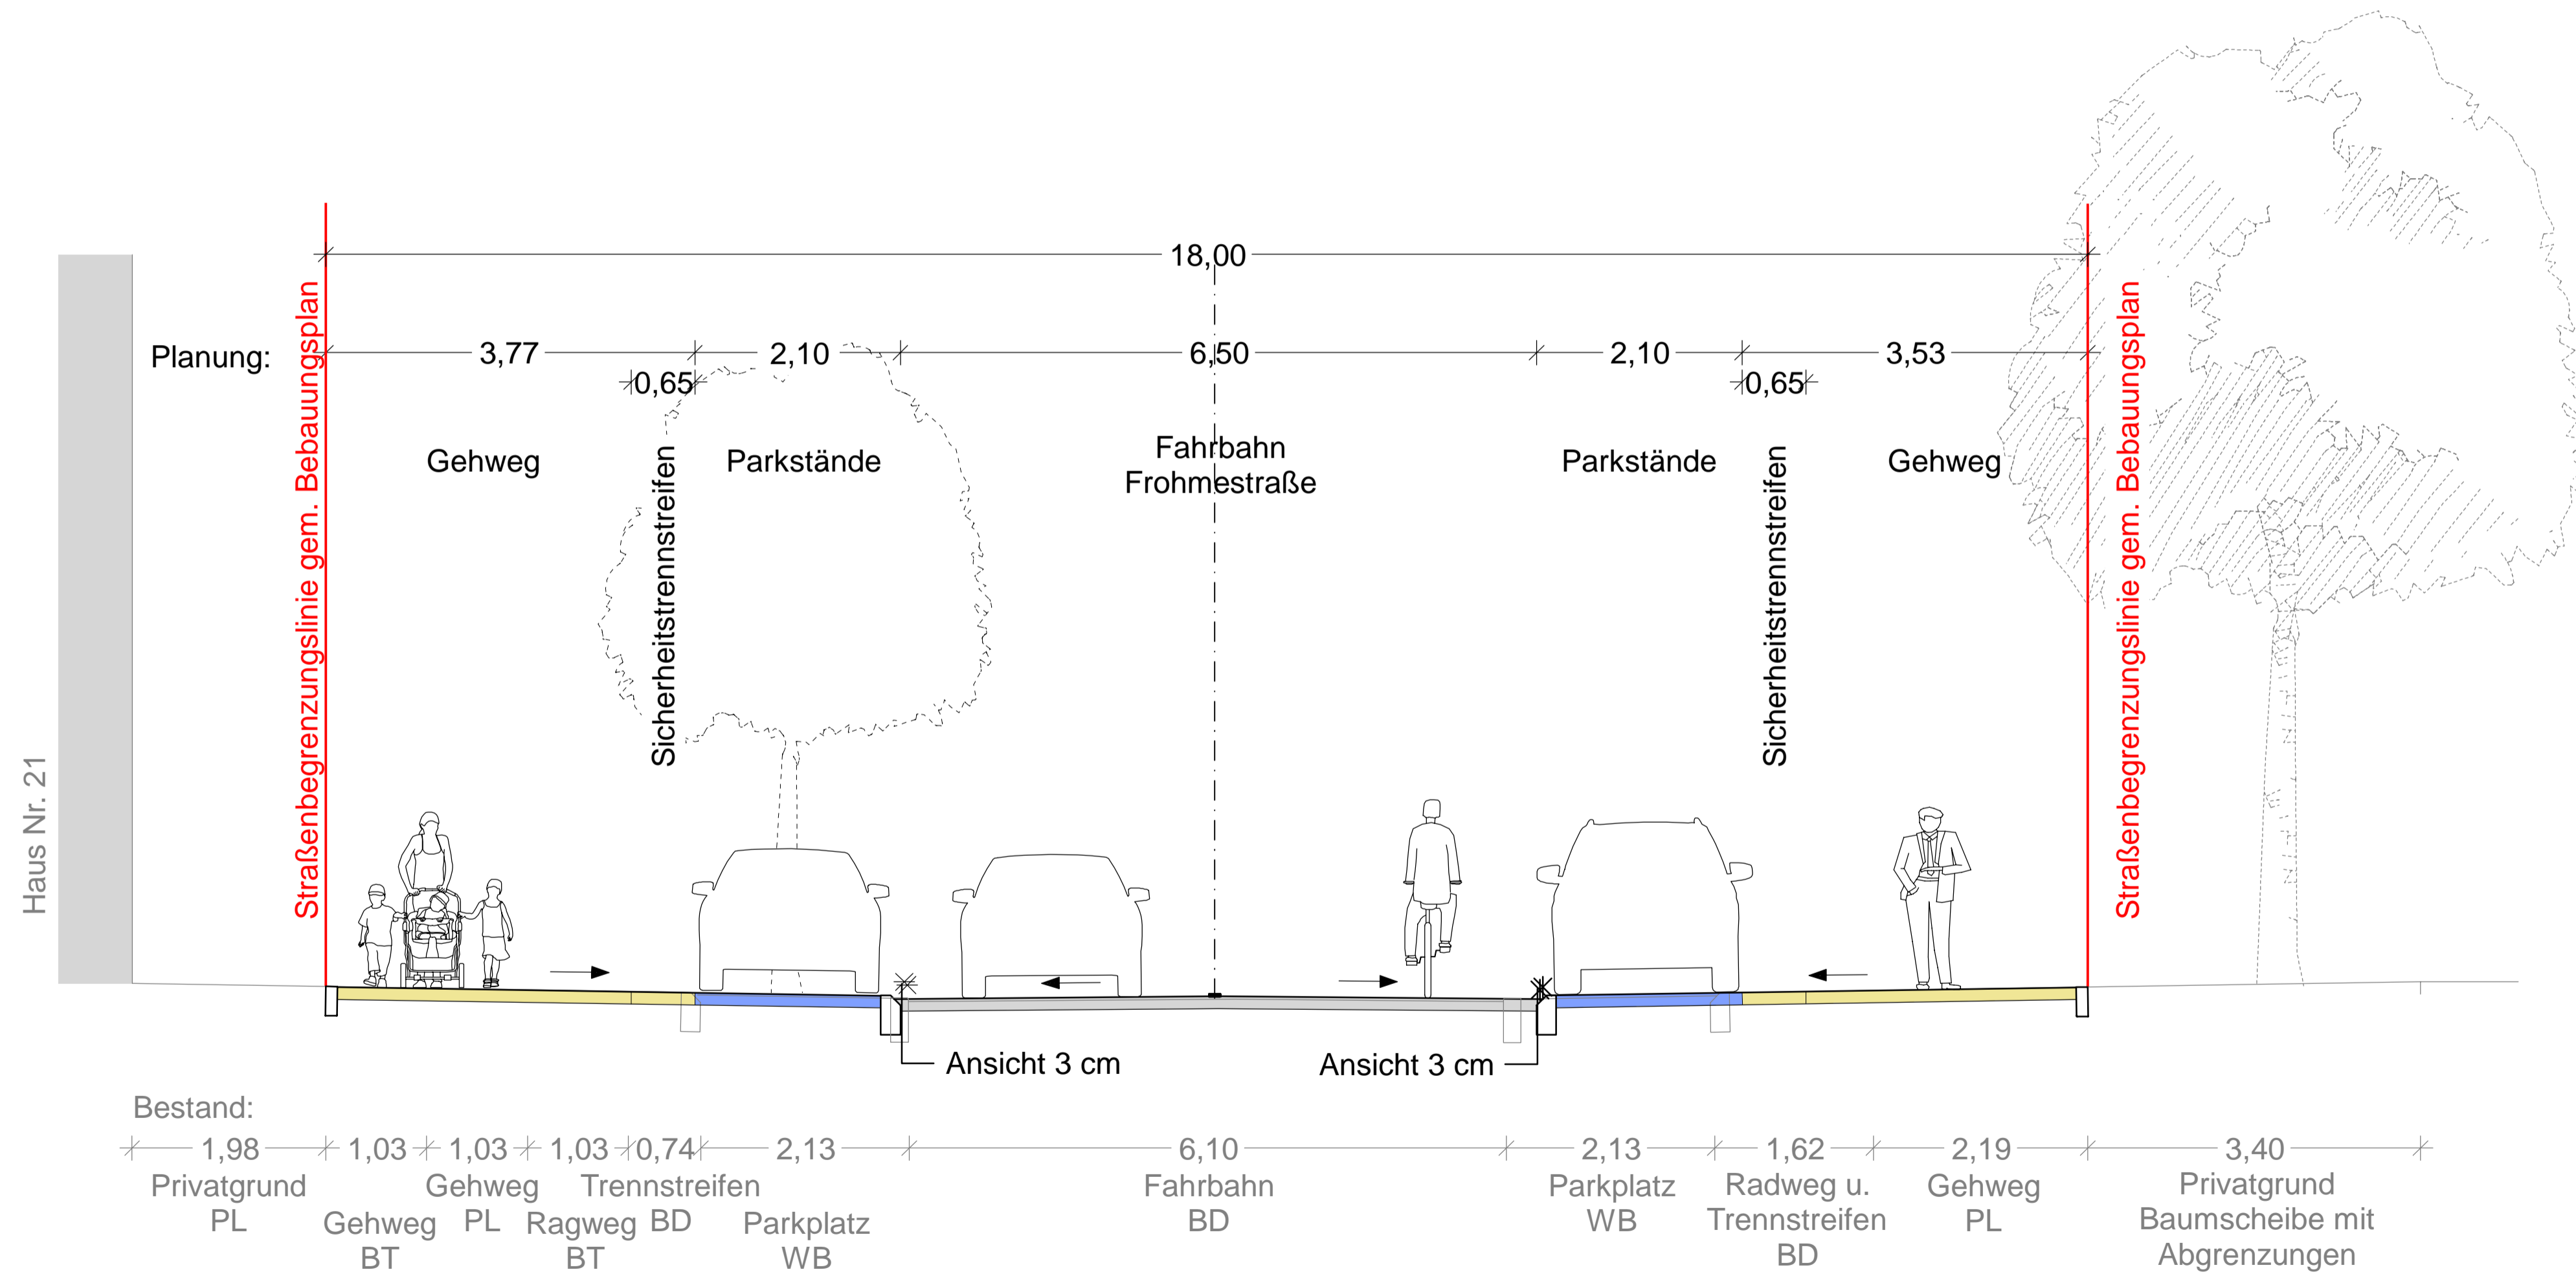 18,00
Planung:
3,77
2,10
6,50
2,10
3,53
0,65
0,65
Gehweg
Parkstände
Fahrbahn
Frohmestraße
Parkstände
Gehweg
Haus Nr. 21
Straßenbegrenzungslinie gem. Bebauungsplan
Sicherheitstrennstreifen
Sicherheitstrennstreifen
Straßenbegrenzungslinie gem. Bebauungsplan
Ansicht 3 cm
Ansicht 3 cm
Bestand:
1,98
1,03
1,03
1,03
0,74
2,13
6,10
2,13
1,62
2,19
3,40
Privatgrund
PL
Gehweg
BT
Gehweg
PL
Ragweg
BT
Trennstreifen
BD
Parkplatz
WB
Fahrbahn
BD
Parkplatz
WB
Radweg u.
Trennstreifen
BD
Gehweg
PL
Privatgrund
Baumscheibe mit
Abgrenzungen